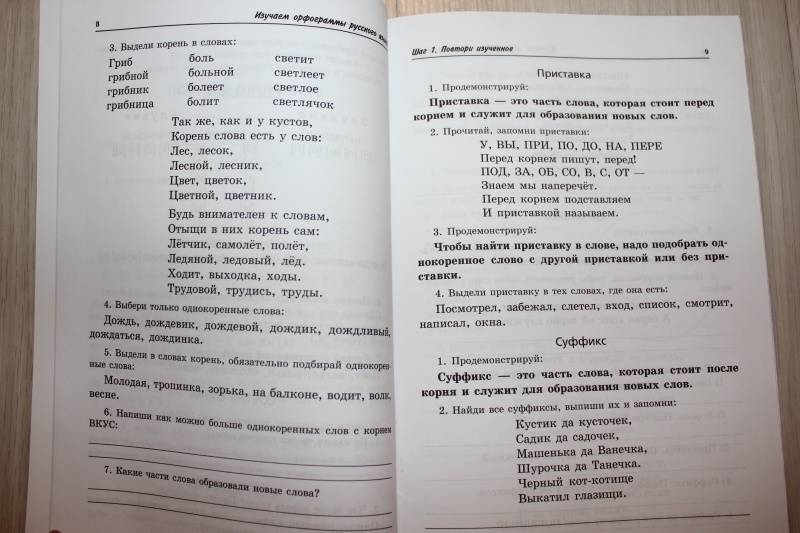 8
Изучаем орфограммы русского
3. Выдели корень в словах:
Гриб боль светит
грибной больной светлеет
грибник болеет светлое
грибница болит светлячок
Так же, как и у кустов,
Корень слова есть у слов:
Лес, лесок,
Лесной, лесник,
Цвет, цветок,
Цветной, цветник.
Будь внимателен к словам,
Отыщи в них корень сам:
Лётчик, самолёт, полёт,
Ледяной, ледовый, лёд.
Ходит, выходка, ходы.
Трудовой, трудись, труды.
4. Выбери только однокоренные слова:
Дождь, дождевик, дождевой, дождик, дождливый,
дождаться, дождинка.
5. Выдели в словах корень, обязательно подбирай однокорен-
ные слова:
Молодая, тропинка, зорька, на балконе, водит, волк,
весне.
6. Напиши как можно больше однокоренных слов с корнем
ВКУС:
7. Какие части слова образовали новые слова?
Шаг 1. Повтори изученное
9
Приставка
1. Продемонстрируй:
Приставка — это часть слова, которая стоит перед
корнем и служит для образования новых слов.
2. Прочитай, запомни приставки:
У, ВЫ, ПРИ, ПО, ДО, НА, ПЕРЕ
Перед корнем пишут, перед!
ПОД, ЗА, ОБ, СО, В, С, ОТ —
Знаем мы наперечёт.
Перед корнем подставляем
И приставкой называем.
3. Продемонстрируй:
Чтобы найти приставку в слове, надо подобрать од-
нокоренное слово с другой приставкой или без при-
ставки.
4. Выдели приставку в тех словах, где она есть:
Посмотрел, забежал, слетел, вход, список, смотрит,
написал, окна.
Суффикс
1. Продемонстрируй:
Суффикс — это часть слова, которая стоит после
корня и служит для образования новых слов.
2. Найди все суффиксы, выпиши их и запомни:
Кустик да кусточек,
Садик да садочек,
Машенька да Ванечка,
Шурочка да Танечка.
Черный кот-котище
Выкатил глазищи.